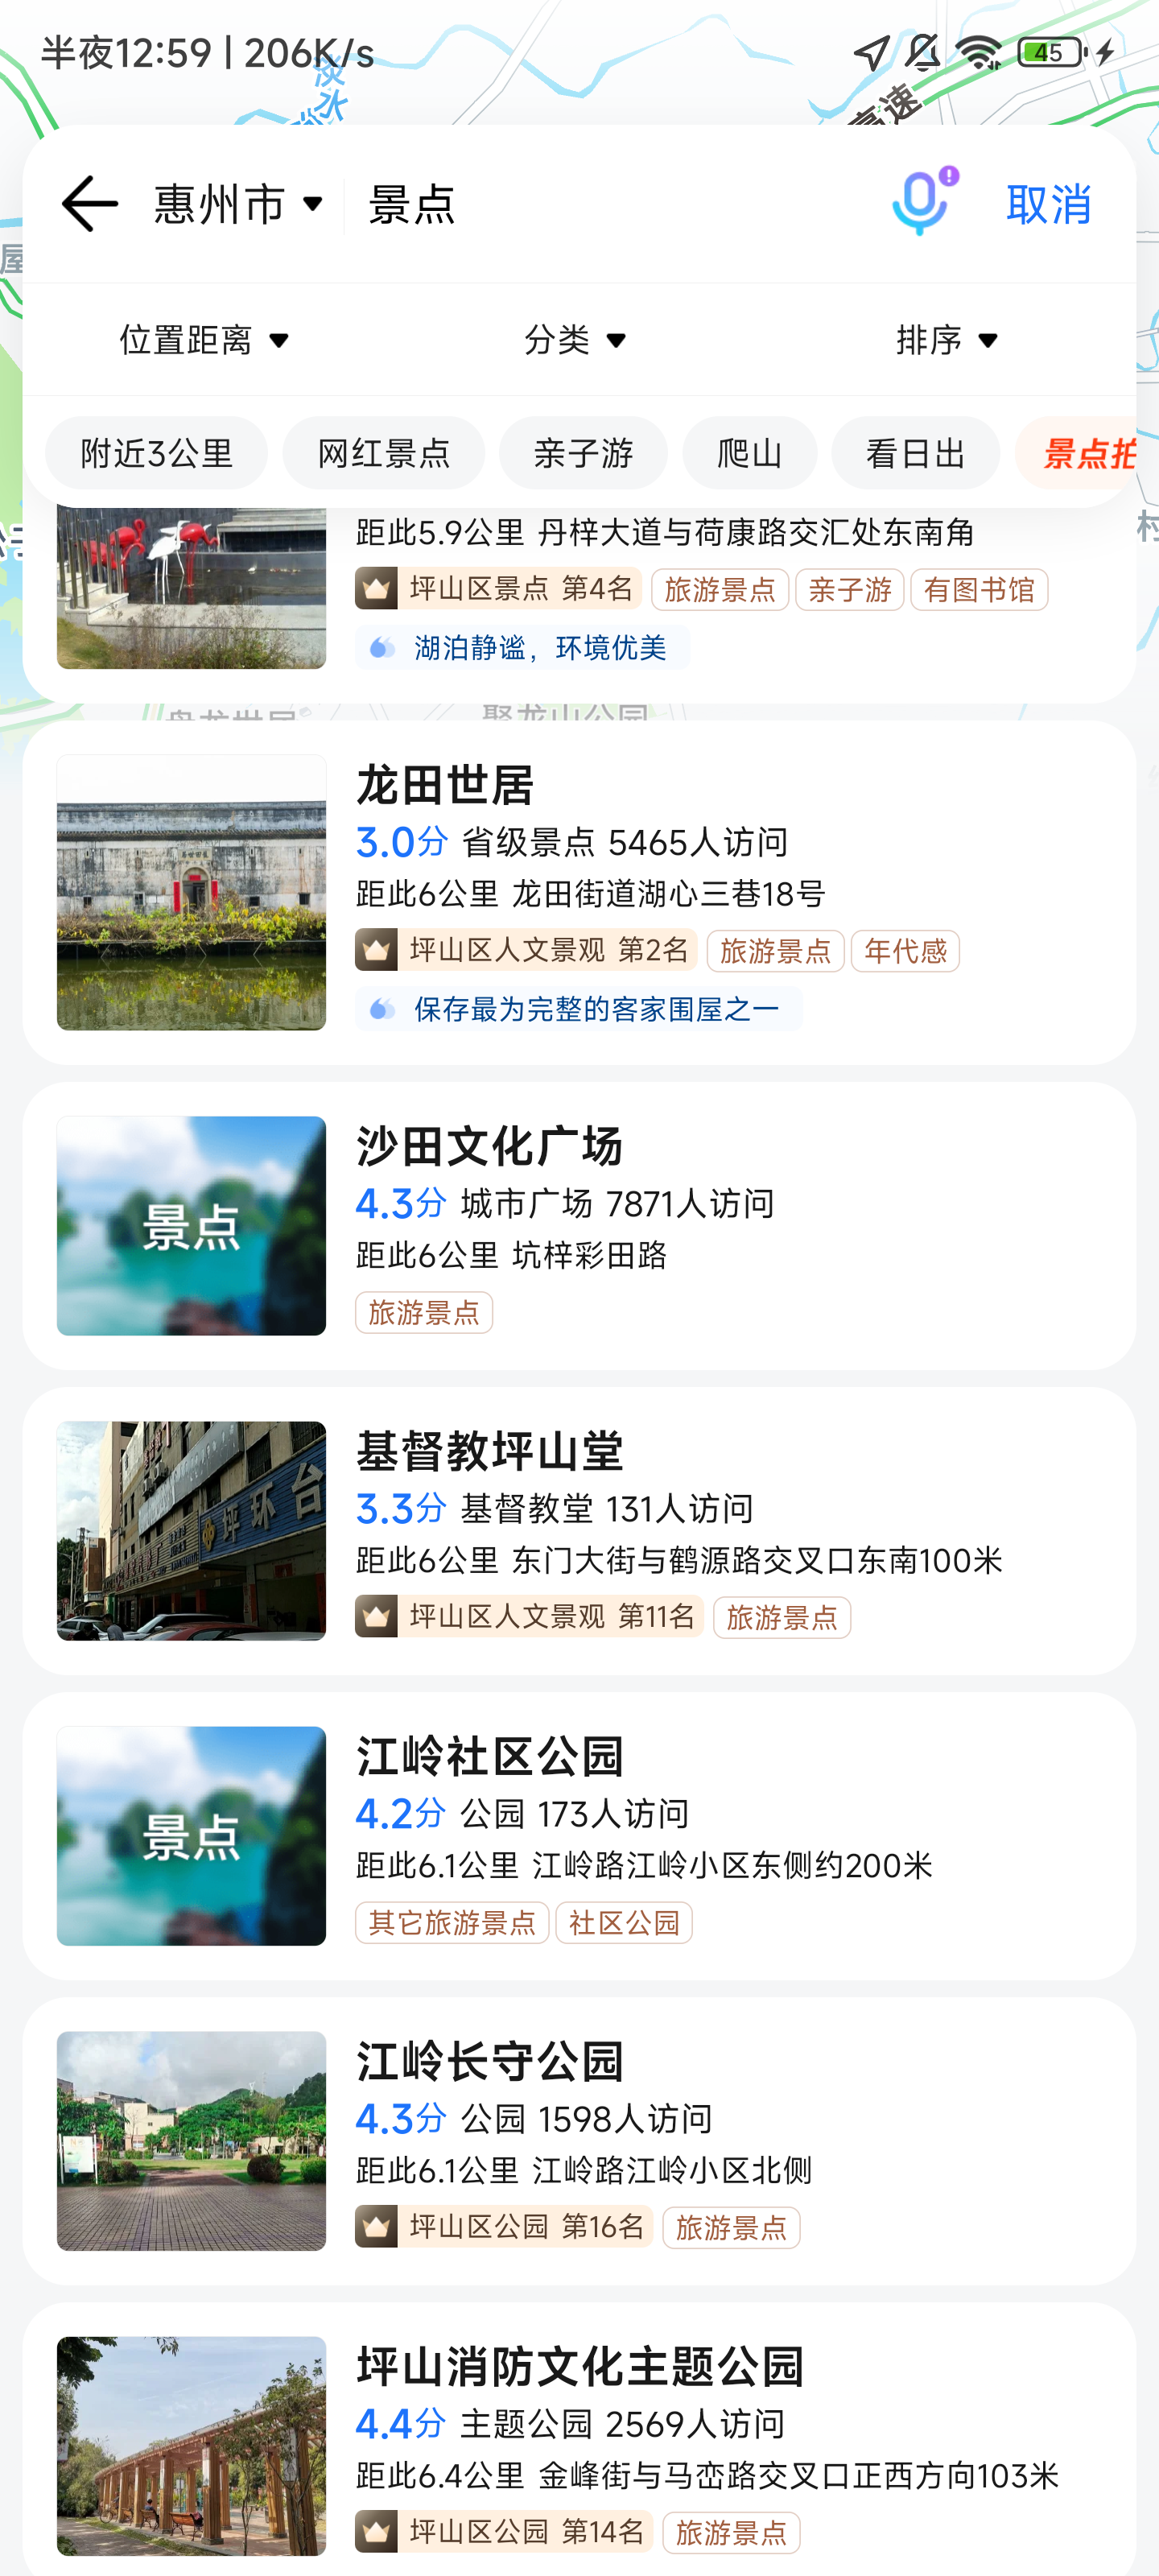 半夜12:59 | 206K/s
45
淡水
高速
惠州市
景点
取消
位置距离
分类
排序
附近3公里
网红景点
亲子游
爬山
看日出
景点拍
距此5.9公里 丹梓大道与荷康路交汇处东南角
坪山区景点 第4名
旅游景点
亲子游
有图书馆
湖泊静谧，环境优美
聚龙山公园
龙田世居
3.0分 省级景点 5465人访问
距此6公里 龙田街道湖心三巷18号
坪山区人文景观 第2名
旅游景点
年代感
保存最为完整的客家围屋之一
景点
沙田文化广场
4.3分 城市广场 7871人访问
距此6公里 坑梓彩田路
旅游景点
坪环台
基督教坪山堂
3.3分 基督教堂 131人访问
距此6公里 东门大街与鹤源路交叉口东南100米
坪山区人文景观 第11名
旅游景点
景点
江岭社区公园
4.2分 公园 173人访问
距此6.1公里 江岭路江岭小区东侧约200米
其它旅游景点
社区公园
江岭长守公园
4.3分 公园 1598人访问
距此6.1公里 江岭路江岭小区北侧
坪山区公园 第16名
旅游景点
坪山消防文化主题公园
4.4分 主题公园 2569人访问
距此6.4公里 金峰街与马峦路交叉口正西方向103米
坪山区公园 第14名
旅游景点